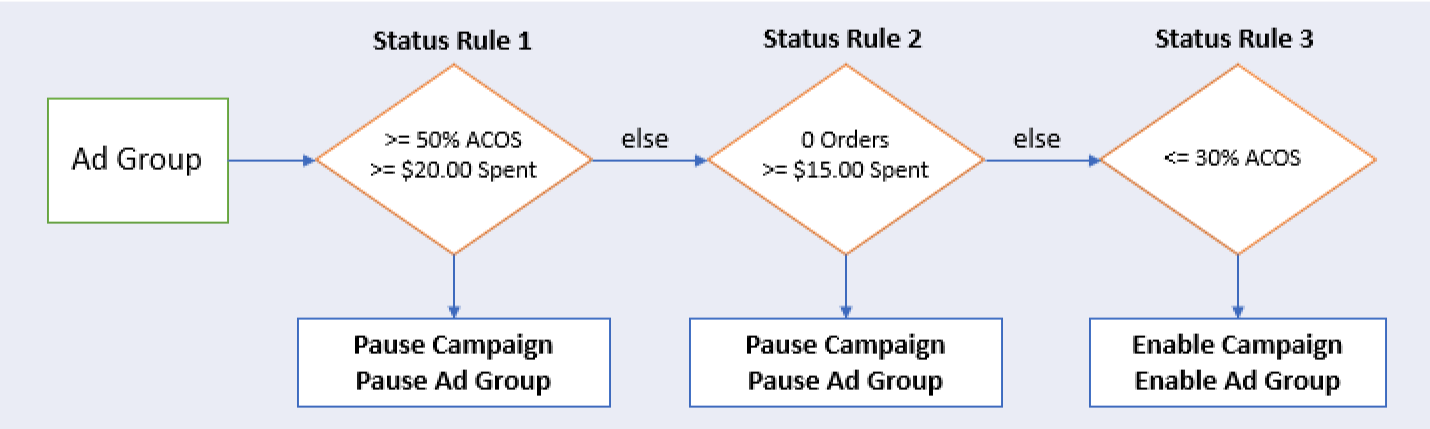 Status Rule 1
Status Rule 2
Status Rule 3
Ad Group
>= 50% ACOS
>= $20.00 Spent
else
0 Orders
>= $15.00 Spent
else
<= 30% ACOS
Pause Campaign
Pause Ad Group
Pause Campaign
Pause Ad Group
Enable Campaign
Enable Ad Group